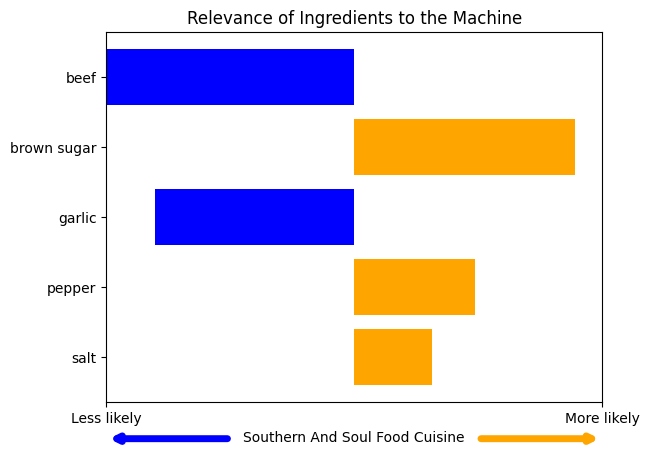 Relevance of Ingredients to the Machine
beef
brown sugar
garlic
pepper
salt
Less likely
More likely
Southern And Soul Food Cuisine